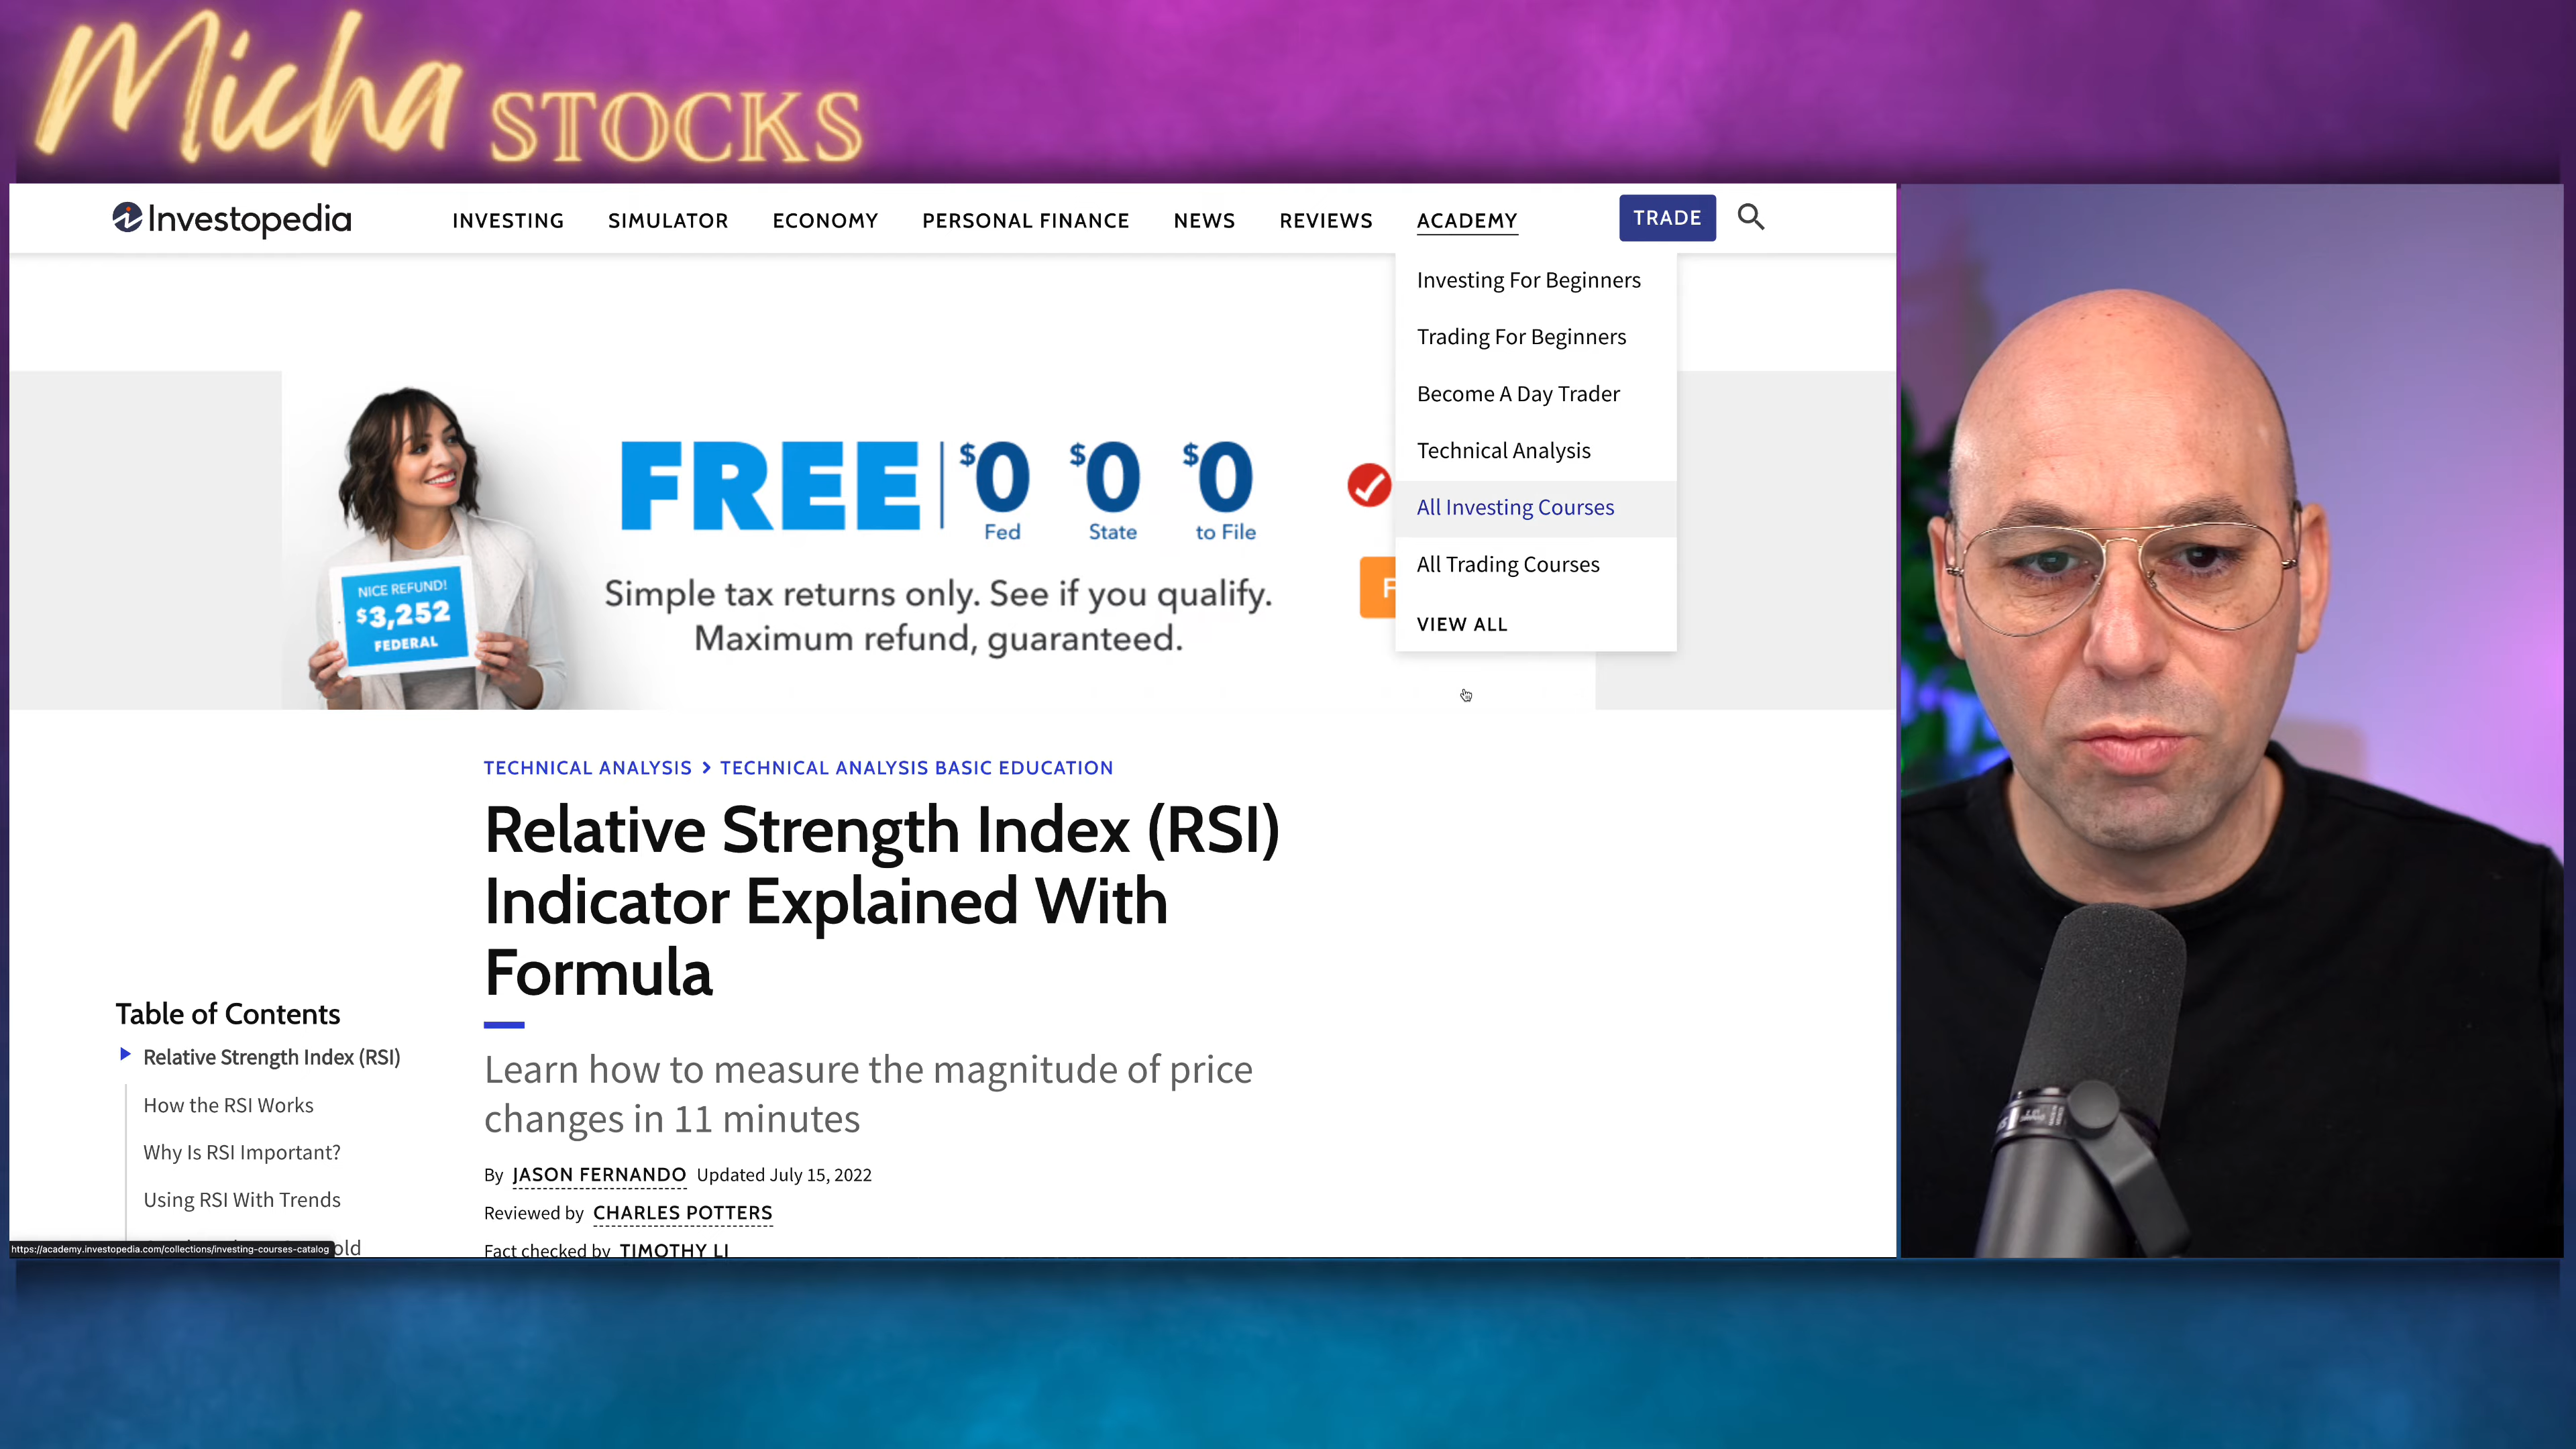 Micha STOCKS
Investopedia
INVESTING SIMULATOR ECONOMY PERSONAL FINANCE NEWS REVIEWS ACADEMY TRADE
Investing For Beginners
Trading For Beginners
Become A Day Trader
Technical Analysis
All Investing Courses
All Trading Courses
VIEW ALL
FREE $0 $0 $0
Fed State to File
Simple tax returns only. See if you qualify.
Maximum refund, guaranteed.
F
NICE REFUND!
$3,252
FEDERAL
TECHNICAL ANALYSIS > TECHNICAL ANALYSIS BASIC EDUCATION
Relative Strength Index (RSI)
Indicator Explained With
Formula
Learn how to measure the magnitude of price
changes in 11 minutes
By JASON FERNANDO Updated July 15, 2022
Reviewed by CHARLES POTTERS
Fact checked by TIMOTHY LI
Table of Contents
Relative Strength Index (RSI)
How the RSI Works
Why Is RSI Important?
Using RSI With Trends
old
https://academy.investopedia.com/collections/investing-courses-catalog